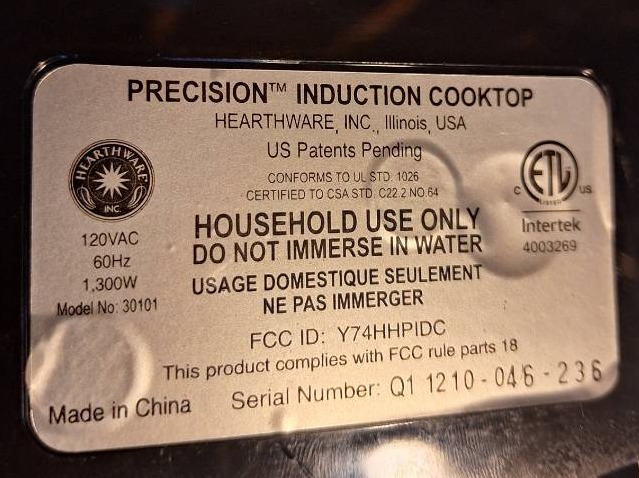 PRECISION™ INDUCTION COOKTOP
HEARTHWARE, INC., Illinois, USA
US Patents Pending
CONFORMS TO UL STD. 1026
CERTIFIED TO CSA STD. C22.2 NO.64
HEARTHWARE
INC.
120VAC
60Hz
1,300W
Model No: 30101
HOUSEHOLD USE ONLY
DO NOT IMMERSE IN WATER
USAGE DOMESTIQUE SEULEMENT
NE PAS IMMERGER
C ETL US
LISTED
Intertek
4003269
FCC ID: Y74HHPIDC
This product complies with FCC rule parts 18
Made in China
Serial Number: Q1 1210-046-236